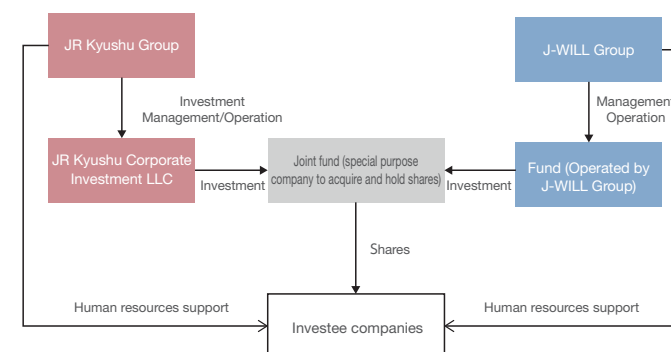 JR Kyushu Group
J-WILL Group
Investment
Management/Operation
Management
Operation
JR Kyushu Corporate
Investment LLC
Investment
Joint fund (special purpose
company to acquire and hold shares)
Investment
Fund (Operated by
J-WILL Group)
Shares
Human resources support
Human resources support
Investee companies